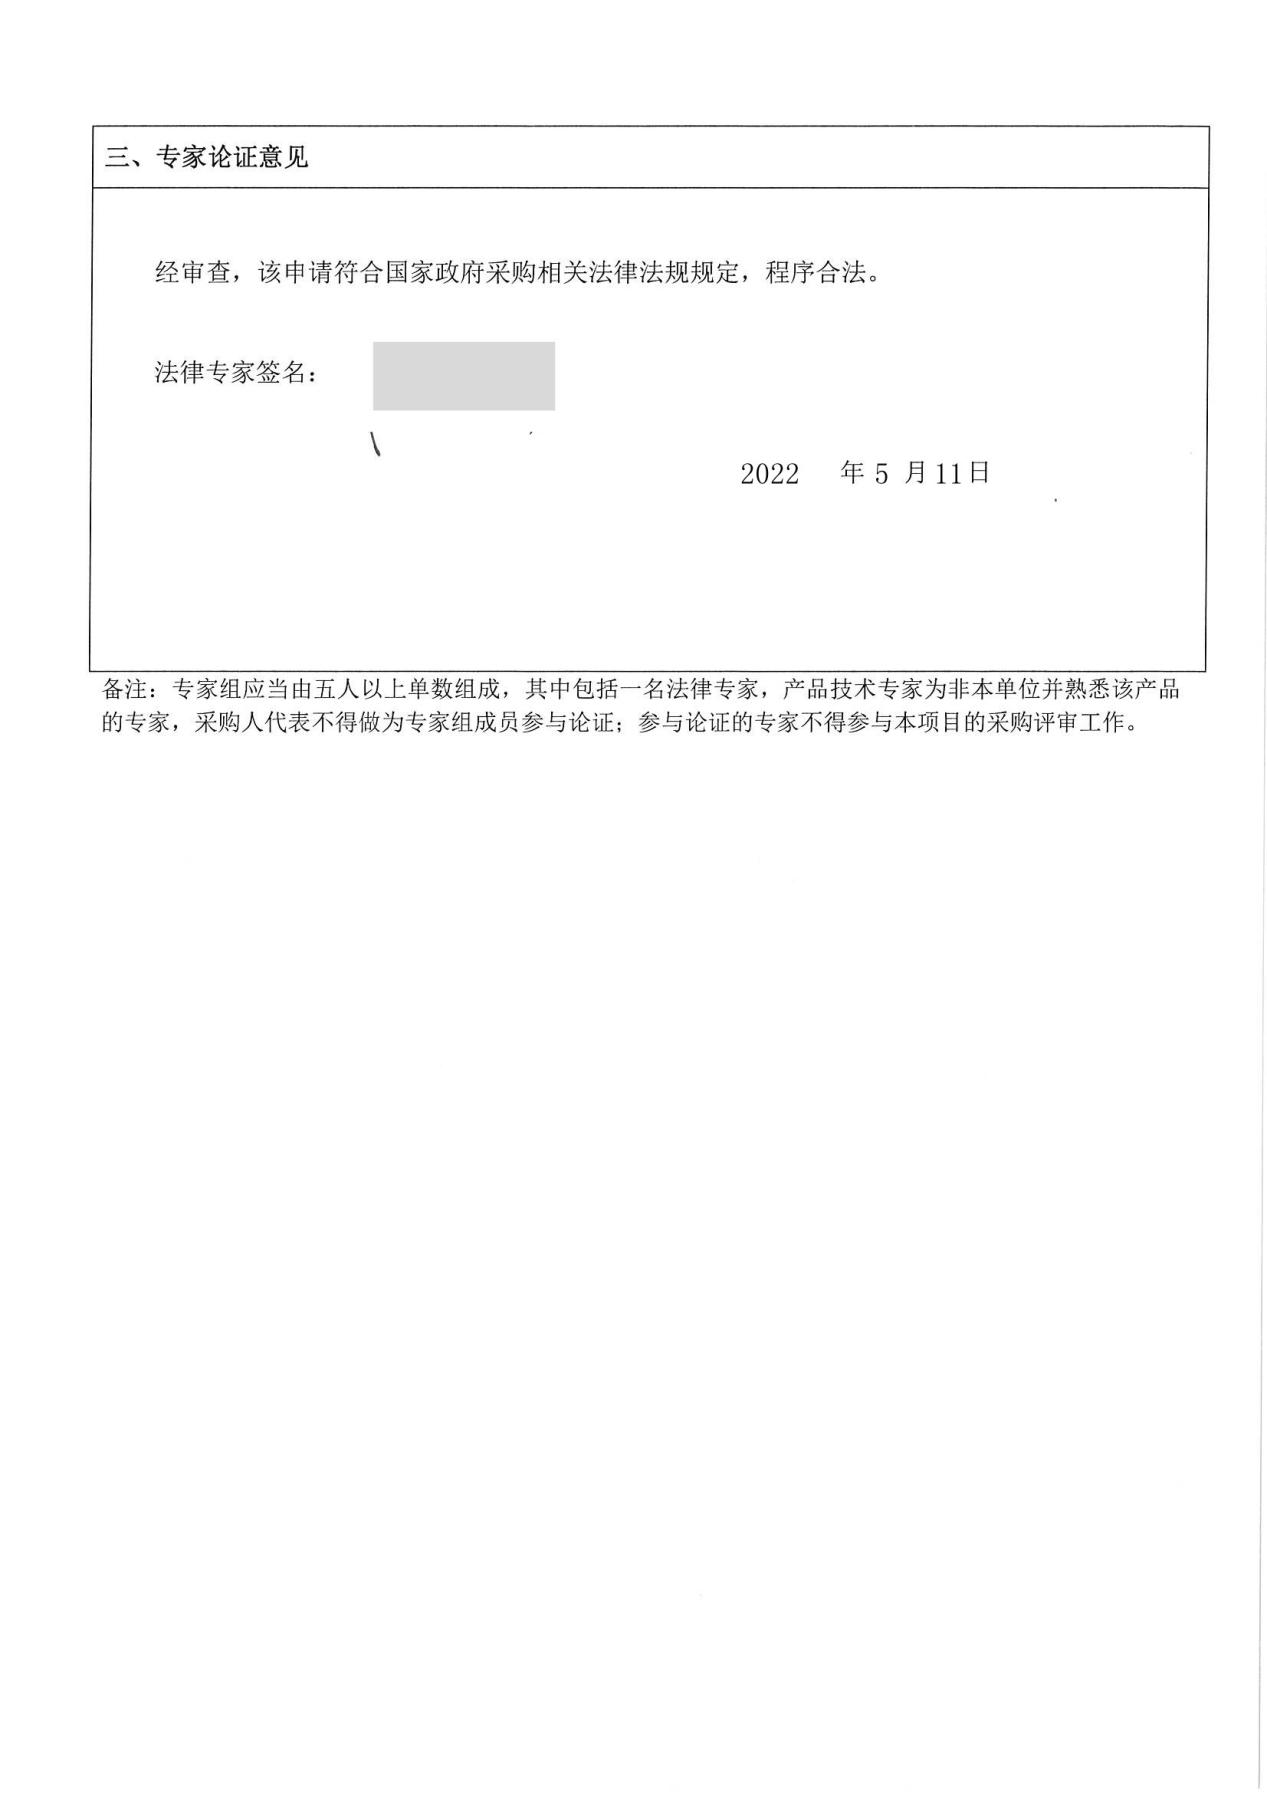 三、专家论证意见
经审查，该申请符合国家政府采购相关法律法规规定，程序合法。
法律专家签名：
2022 年 5 月 11日
备注：专家组应当由五人以上单数组成，其中包括一名法律专家，产品技术专家为非本单位并熟悉该产品
的专家，采购人代表不得做为专家组成员参与论证；参与论证的专家不得参与本项目的采购评审工作。